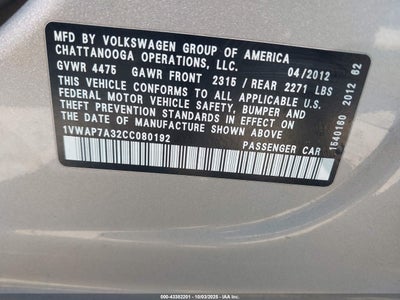 MFD BY VOLKSWAGEN GROUP OF AMERICA
CHATTANOOGA OPERATIONS, LLC. 04/2012
GVWR 4475 GAWR FRONT 2315 / REAR 2271 LBS
THIS VEHICLE CONFORMS TO ALL APPLICABLE U.S.
FEDERAL MOTOR VEHICLE SAFETY, BUMPER AND
THEFT PREVENTION STANDARDS IN EFFECT ON THE
DATE OF MANUFACTURE SHOWN ABOVE
1VWAP7A32CC080192 PASSENGER CAR
1540160 2012 62
000-43382201 - 10/03/2025 - IAA Inc.